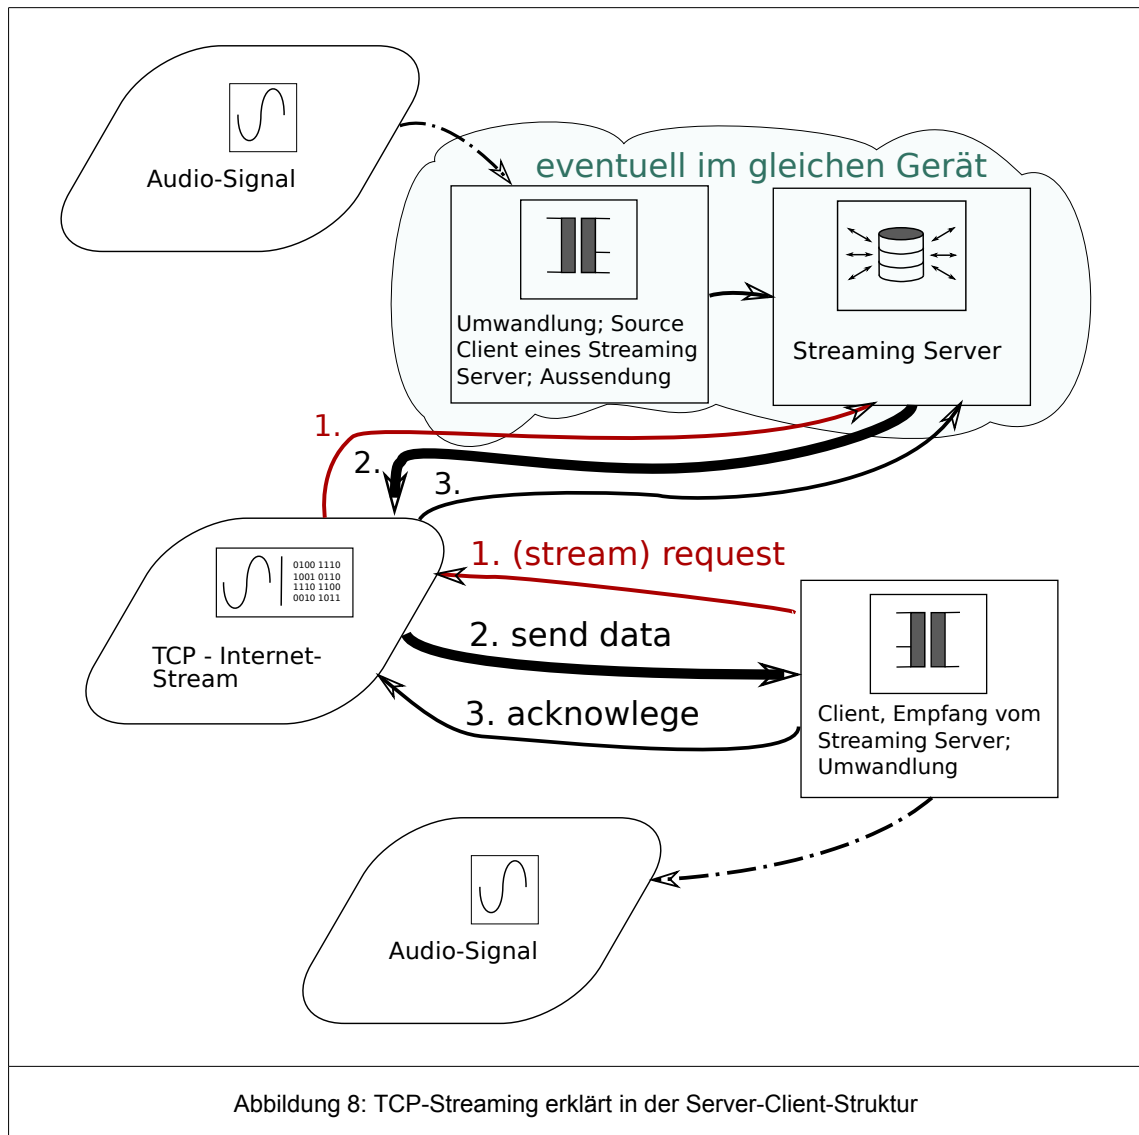 Audio-Signal
eventuell im gleichen Gerät
Umwandlung; Source
Client eines Streaming
Server; Aussendung
Streaming Server
1.
2.
3.
0100 1110
1001 0110
1110 1100
0010 1011
TCP - Internet-
Stream
1. (stream) request
2. send data
3. acknowlege
Client, Empfang vom
Streaming Server;
Umwandlung
Audio-Signal
Abbildung 8: TCP-Streaming erklärt in der Server-Client-Struktur